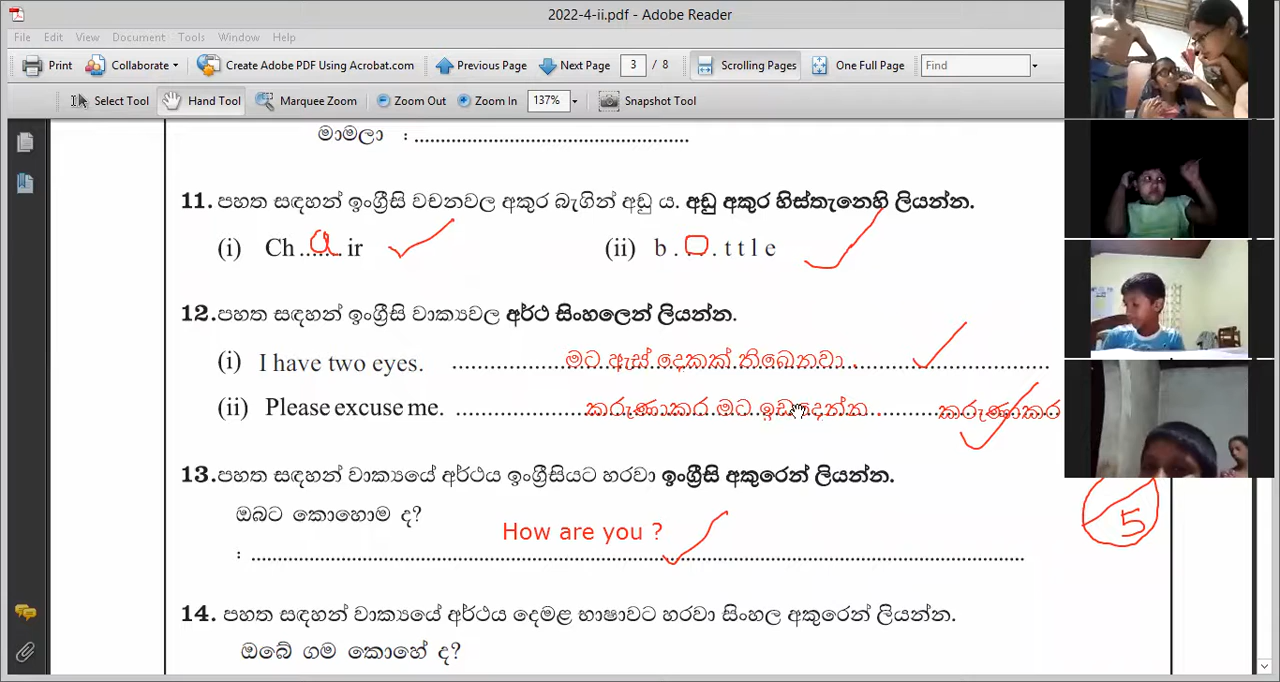 2022-4-ii.pdf - Adobe Reader
File Edit View Document Tools Window Help
Print Collaborate Create Adobe PDF Using Acrobat.com Previous Page Next Page 3 / 8 Scrolling Pages One Full Page Find
Select Tool Hand Tool Marquee Zoom Zoom Out Zoom In 137% Snapshot Tool
මාමලා : ....................................................
11. පහත සඳහන් ඉංග්‍රීසි වචනවල අකුර බැගින් අඩු ය. අඩු අකුර හිස්තැනෙහි ලියන්න.
(i) Ch...a....ir (ii) b . o . t t l e
12. පහත සඳහන් ඉංග්‍රීසි වාක්‍යවල අර්ථ සිංහලෙන් ලියන්න.
(i) I have two eyes. මට ඇස් දෙකක් තිබෙනවා .
(ii) Please excuse me. කරුණාකර මට ඉඩ දෙන්න . කරුණාකර
13. පහත සඳහන් වාක්‍යයේ අර්ථය ඉංග්‍රීසියට හරවා ඉංග්‍රීසි අකුරෙන් ලියන්න.
5
ඔබට කොහොම ද?
How are you ?
: ....................................................
14. පහත සඳහන් වාක්‍යයේ අර්ථය දෙමළ භාෂාවට හරවා සිංහල අකුරෙන් ලියන්න.
ඔබේ ගම කොහේ ද?